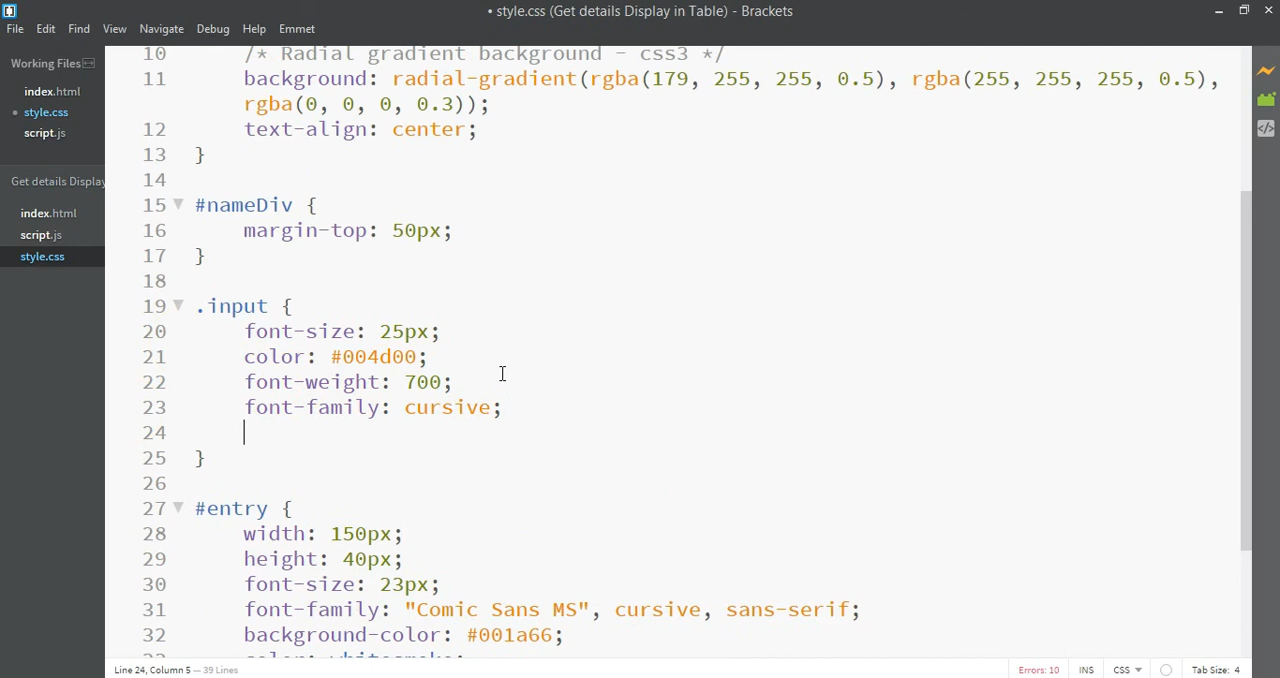 • style.css (Get details Display in Table) - Brackets
File Edit Find View Navigate Debug Help Emmet
Working Files
index.html
• style.css
script.js
Get details Display
index.html
script.js
style.css
10 /* Radial gradient background - css3 */
11 background: radial-gradient(rgba(179, 255, 255, 0.5), rgba(255, 255, 255, 0.5),
rgba(0, 0, 0, 0.3));
12 text-align: center;
13 }
14
15 #nameDiv {
16 margin-top: 50px;
17 }
18
19 .input {
20 font-size: 25px;
21 color: #004d00;
22 font-weight: 700;
23 font-family: cursive;
24
25 }
26
27 #entry {
28 width: 150px;
29 height: 40px;
30 font-size: 23px;
31 font-family: "Comic Sans MS", cursive, sans-serif;
32 background-color: #001a66;
33 color: whitesmoke;
Line 24, Column 5 — 39 Lines
Errors: 10 INS CSS Tab Size: 4